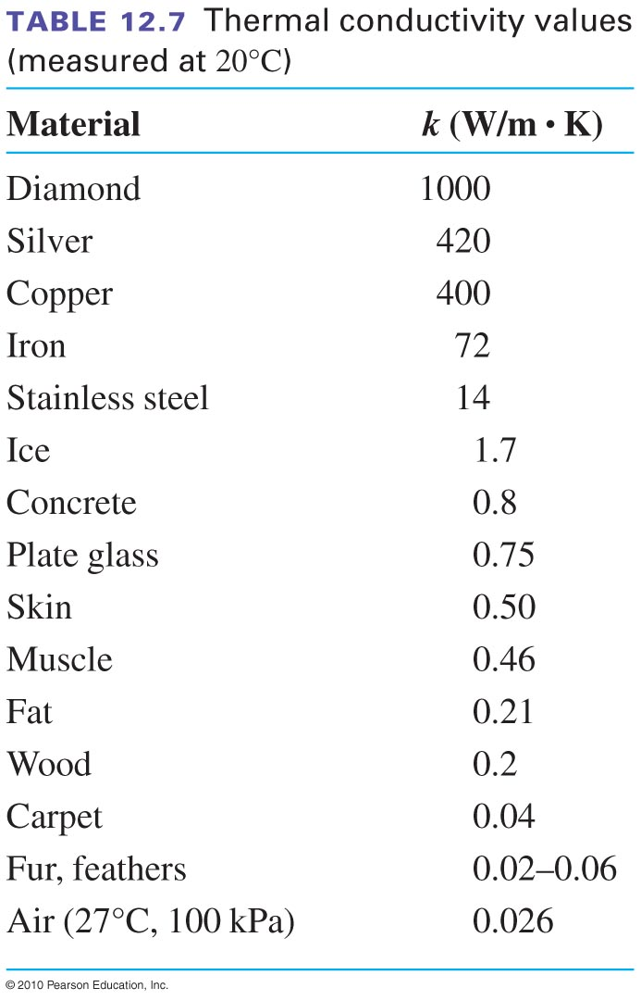 TABLE 12.7 Thermal conductivity values
(measured at 20°C)
Material k (W/m · K)
Diamond 1000
Silver 420
Copper 400
Iron 72
Stainless steel 14
Ice 1.7
Concrete 0.8
Plate glass 0.75
Skin 0.50
Muscle 0.46
Fat 0.21
Wood 0.2
Carpet 0.04
Fur, feathers 0.02–0.06
Air (27°C, 100 kPa) 0.026
© 2010 Pearson Education, Inc.